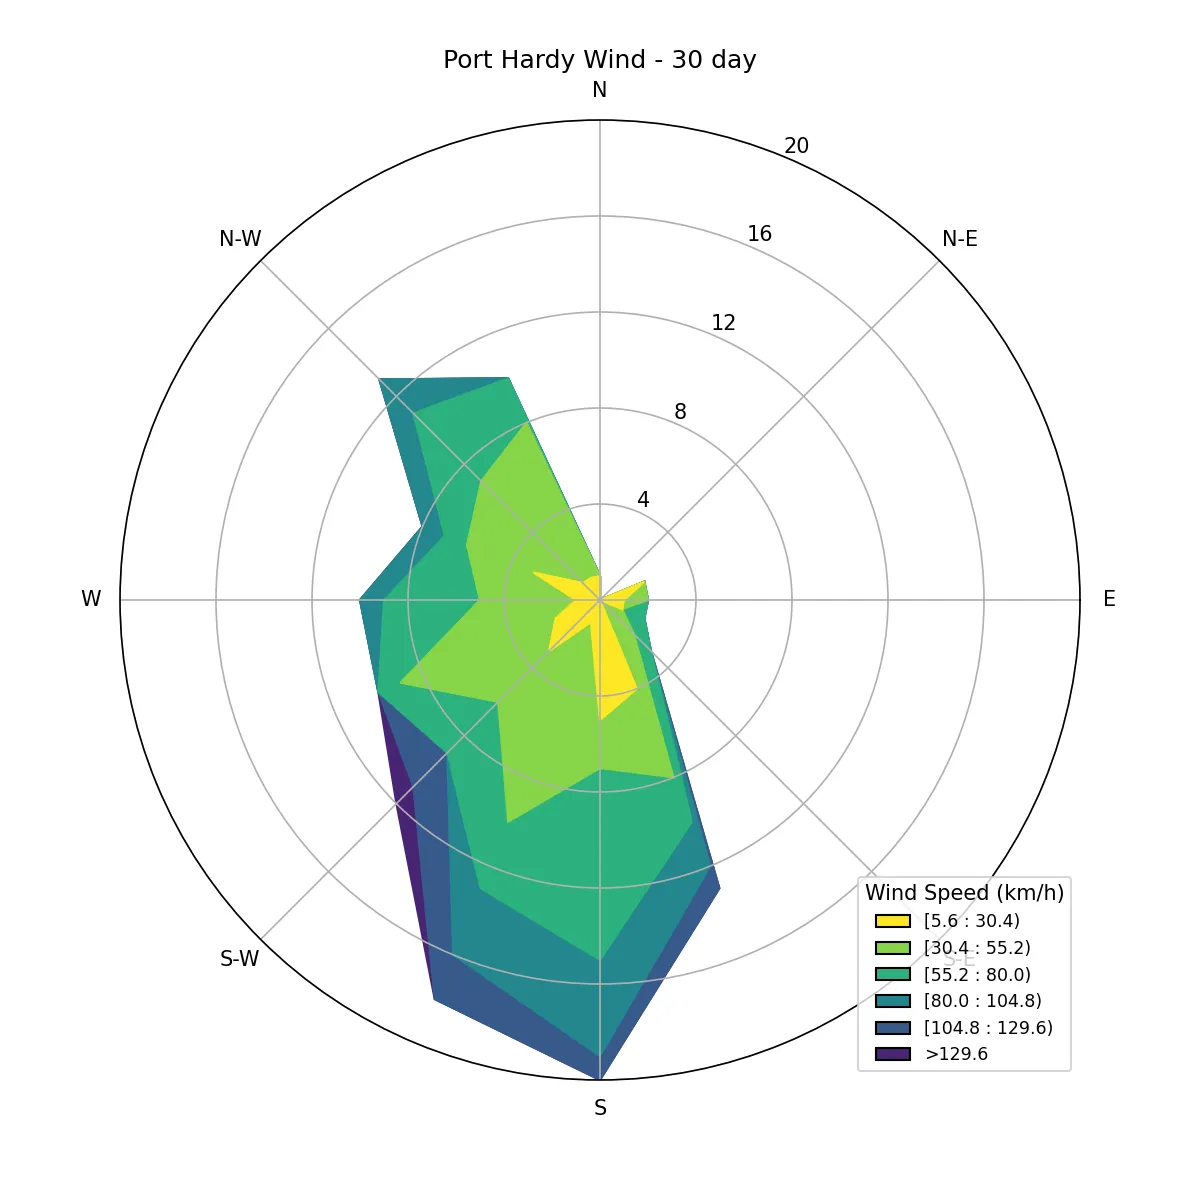 Port Hardy Wind - 30 day
N
20
N-W
N-E
16
12
8
4
W
E
Wind Speed (km/h)
[5.6 : 30.4)
[30.4 : 55.2)
S-W
S-E
[55.2 : 80.0)
[80.0 : 104.8)
[104.8 : 129.6)
>129.6
S